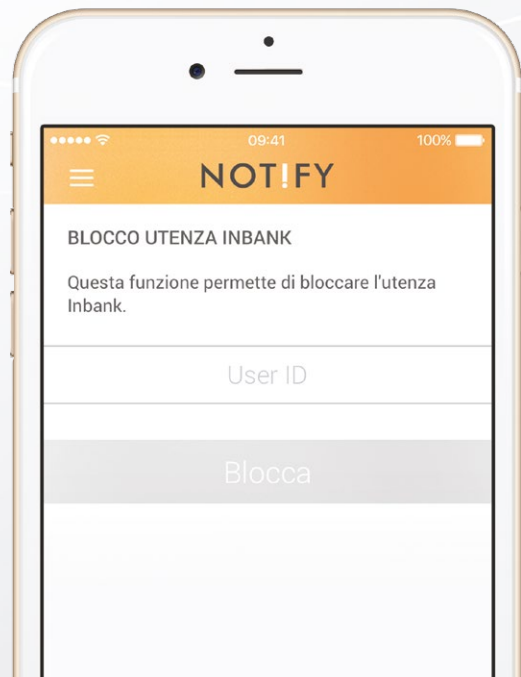 09:41
100%
NOT!FY
BLOCCO UTENZA INBANK
Questa funzione permette di bloccare l'utenza
Inbank.
User ID
Blocca